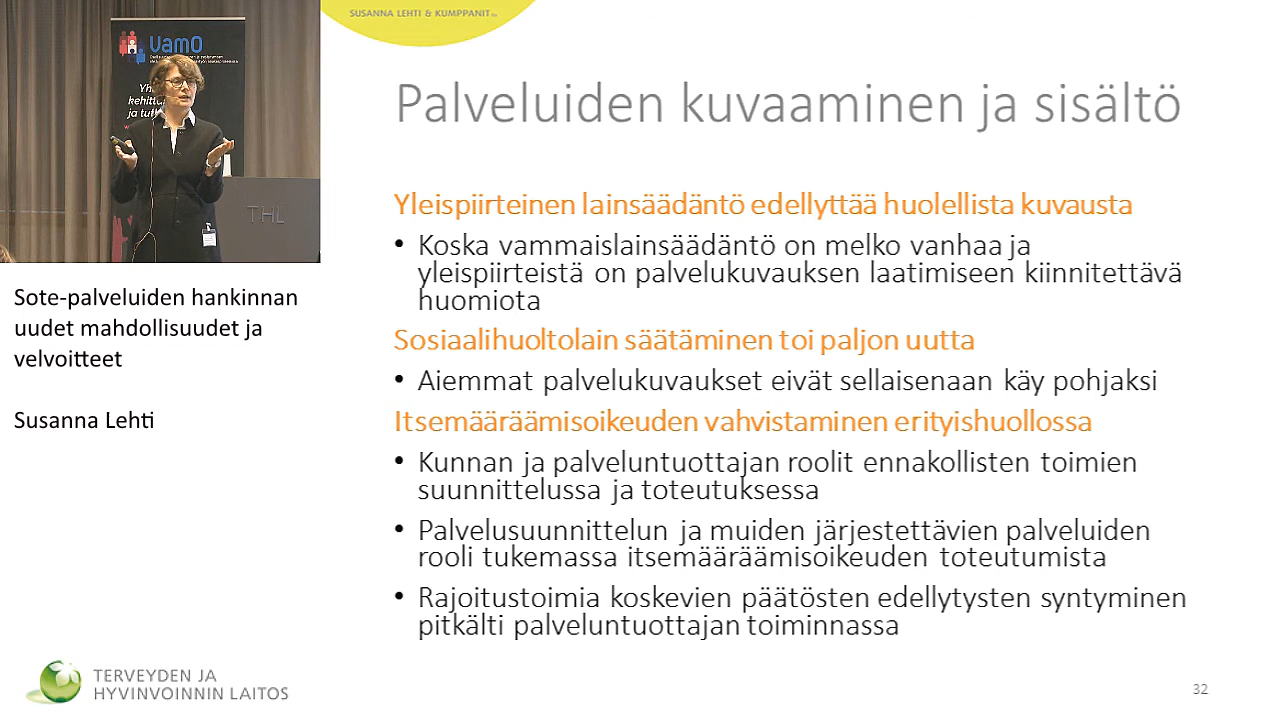 SUSANNA LEHTI & KUMPPANIT
VamO
THL
Sote-palveluiden hankinnan
uudet mahdollisuudet ja
velvoitteet
Susanna Lehti
Palveluiden kuvaaminen ja sisältö
Yleispiirteinen lainsäädäntö edellyttää huolellista kuvausta
• Koska vammaislainsäädäntö on melko vanhaa ja
yleispiirteistä on palvelukuvauksen laatimiseen kiinnitettävä
huomiota
Sosiaalihuoltolain säätäminen toi paljon uutta
• Aiemmat palvelukuvaukset eivät sellaisenaan käy pohjaksi
Itsemääräämisoikeuden vahvistaminen erityishuollossa
• Kunnan ja palveluntuottajan roolit ennakollisten toimien
suunnittelussa ja toteutuksessa
• Palvelusuunnittelun ja muiden järjestettävien palveluiden
rooli tukemassa itsemääräämisoikeuden toteutumista
• Rajoitustoimia koskevien päätösten edellytysten syntyminen
pitkälti palveluntuottajan toiminnassa
TERVEYDEN JA
HYVINVOINNIN LAITOS
32